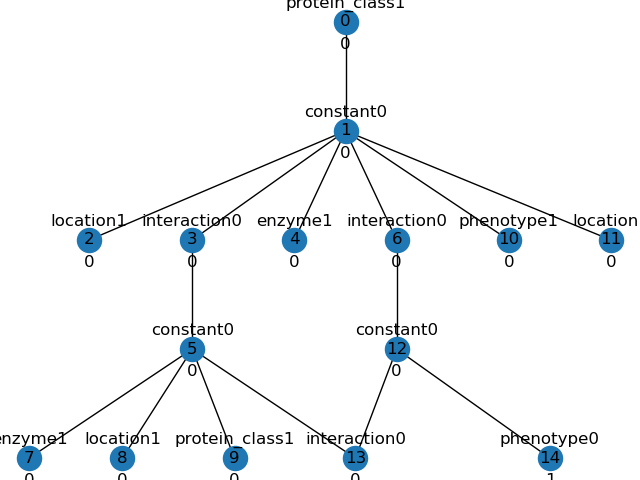 protein_class1
0
0
constant0
1
0
location1 interaction0 enzyme1 interaction0 phenotype1 location
2 3 4 6 10 11
0 0 0 0 0 0
constant0 constant0
5 12
0 0
enzyme1 location1 protein_class1 interaction0 phenotype0
7 8 9 13 14
0 0 0 0 1